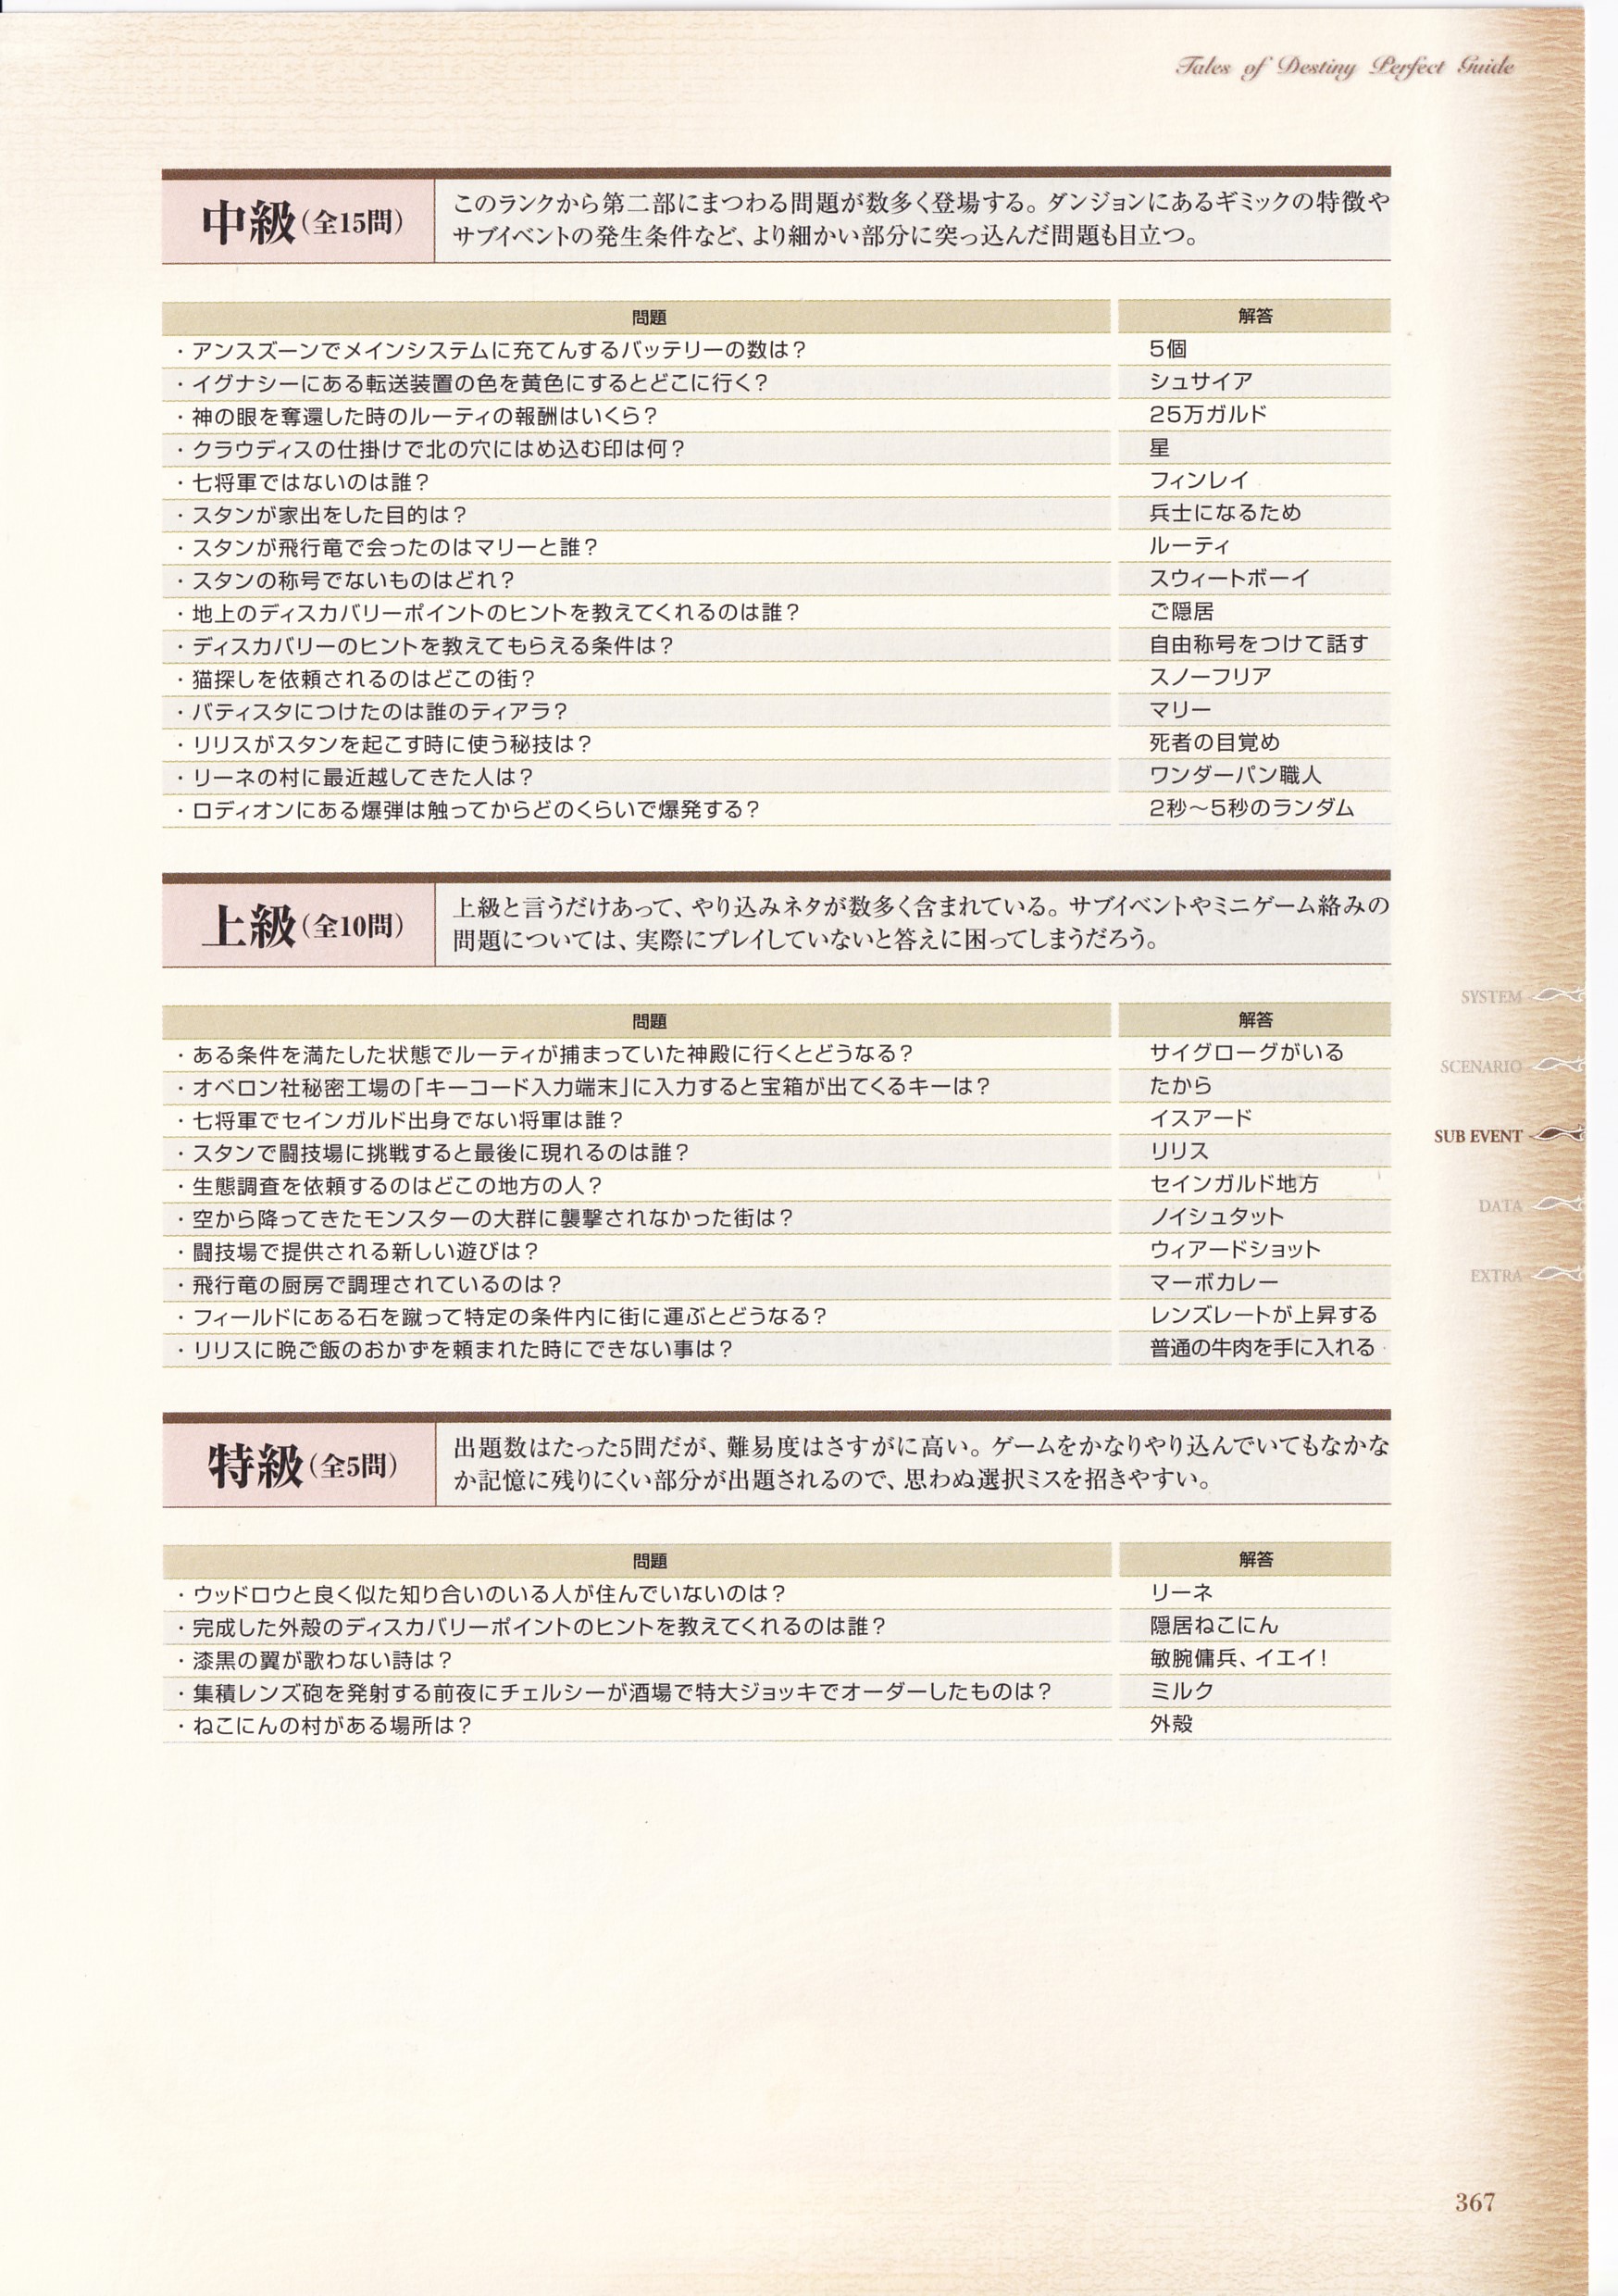 Tales of Destiny Perfect Guide
中級(全15問)
このランクから第二部にまつわる問題が数多く登場する。ダンジョンにあるギミックの特徴や
サブイベントの発生条件など、より細かい部分に突っ込んだ問題も目立つ。
問題 解答
・アンスズーンでメインシステムに充てんするバッテリーの数は？ 5個
・イグナシーにある転送装置の色を黄色にするとどこに行く？ シュサイア
・神の眼を奪還した時のルーティの報酬はいくら？ 25万ガルド
・クラウディスの仕掛けで北の穴にはめ込む印は何？ 星
・七将軍ではないのは誰？ フィンレイ
・スタンが家出をした目的は？ 兵士になるため
・スタンが飛行竜で会ったのはマリーと誰？ ルーティ
・スタンの称号でないものはどれ？ スウィートボーイ
・地上のディスカバリーポイントのヒントを教えてくれるのは誰？ ご隠居
・ディスカバリーのヒントを教えてもらえる条件は？ 自由称号をつけて話す
・猫探しを依頼されるのはどこの街？ スノーフリア
・バティスタにつけたのは誰のティアラ？ マリー
・リリスがスタンを起こす時に使う秘技は？ 死者の目覚め
・リーネの村に最近越してきた人は？ ワンダーパン職人
・ロディオンにある爆弾は触ってからどのくらいで爆発する？ 2秒～5秒のランダム
上級(全10問)
上級と言うだけあって、やり込みネタが数多く含まれている。サブイベントやミニゲーム絡みの
問題については、実際にプレイしていないと答えに困ってしまうだろう。
問題 解答
・ある条件を満たした状態でルーティが捕まっていた神殿に行くとどうなる？ サイグローグがいる
・オベロン社秘密工場の「キーコード入力端末」に入力すると宝箱が出てくるキーは？ たから
・七将軍でセインガルド出身でない将軍は誰？ イスアード
・スタンで闘技場に挑戦すると最後に現れるのは誰？ リリス
・生態調査を依頼するのはどこの地方の人？ セインガルド地方
・空から降ってきたモンスターの大群に襲撃されなかった街は？ ノイシュタット
・闘技場で提供される新しい遊びは？ ウィアードショット
・飛行竜の厨房で調理されているのは？ マーボカレー
・フィールドにある石を蹴って特定の条件内に街に運ぶとどうなる？ レンズレートが上昇する
・リリスに晩ご飯のおかずを頼まれた時にできない事は？ 普通の牛肉を手に入れる
特級(全5問)
出題数はたった5問だが、難易度はさすがに高い。ゲームをかなりやり込んでいてもなかな
か記憶に残りにくい部分が出題されるので、思わぬ選択ミスを招きやすい。
問題 解答
・ウッドロウと良く似た知り合いのいる人が住んでいないのは？ リーネ
・完成した外殻のディスカバリーポイントのヒントを教えてくれるのは誰？ 隠居ねこにん
・漆黒の翼が歌わない詩は？ 敏腕傭兵、イエイ！
・集積レンズ砲を発射する前夜にチェルシーが酒場で特大ジョッキでオーダーしたものは？ ミルク
・ねこにんの村がある場所は？ 外殻
SYSTEM
SCENARIO
SUB EVENT
DATA
EXTRA
367